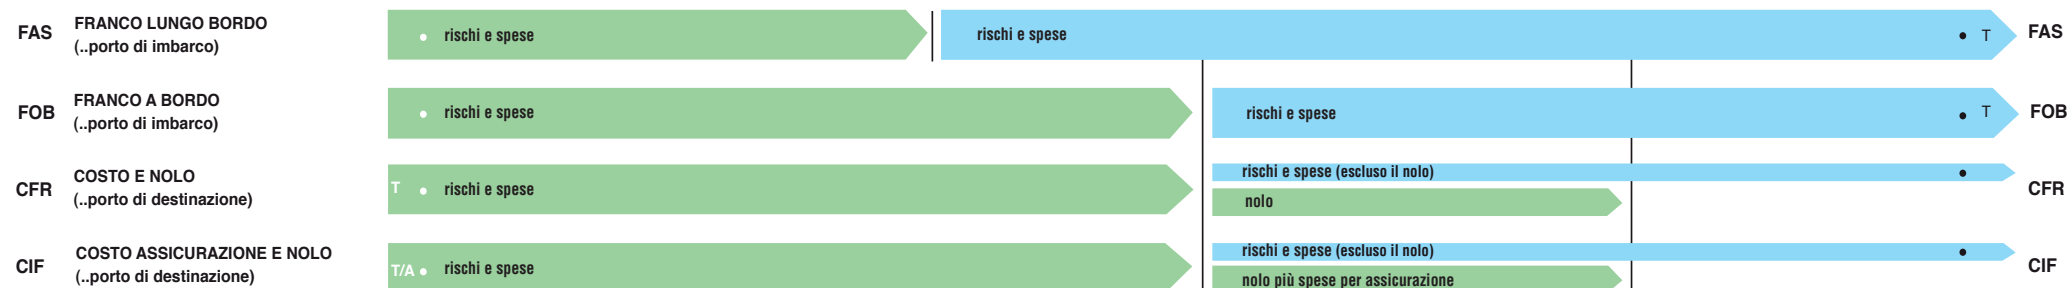 FAS FRANCO LUNGO BORDO rischi e spese rischi e spese T FAS
(..porto di imbarco)
FOB FRANCO A BORDO rischi e spese rischi e spese T FOB
(..porto di imbarco)
CFR COSTO E NOLO T rischi e spese rischi e spese (escluso il nolo) CFR
(..porto di destinazione) nolo
CIF COSTO ASSICURAZIONE E NOLO T/A rischi e spese rischi e spese (escluso il nolo) CIF
(..porto di destinazione) nolo più spese per assicurazione